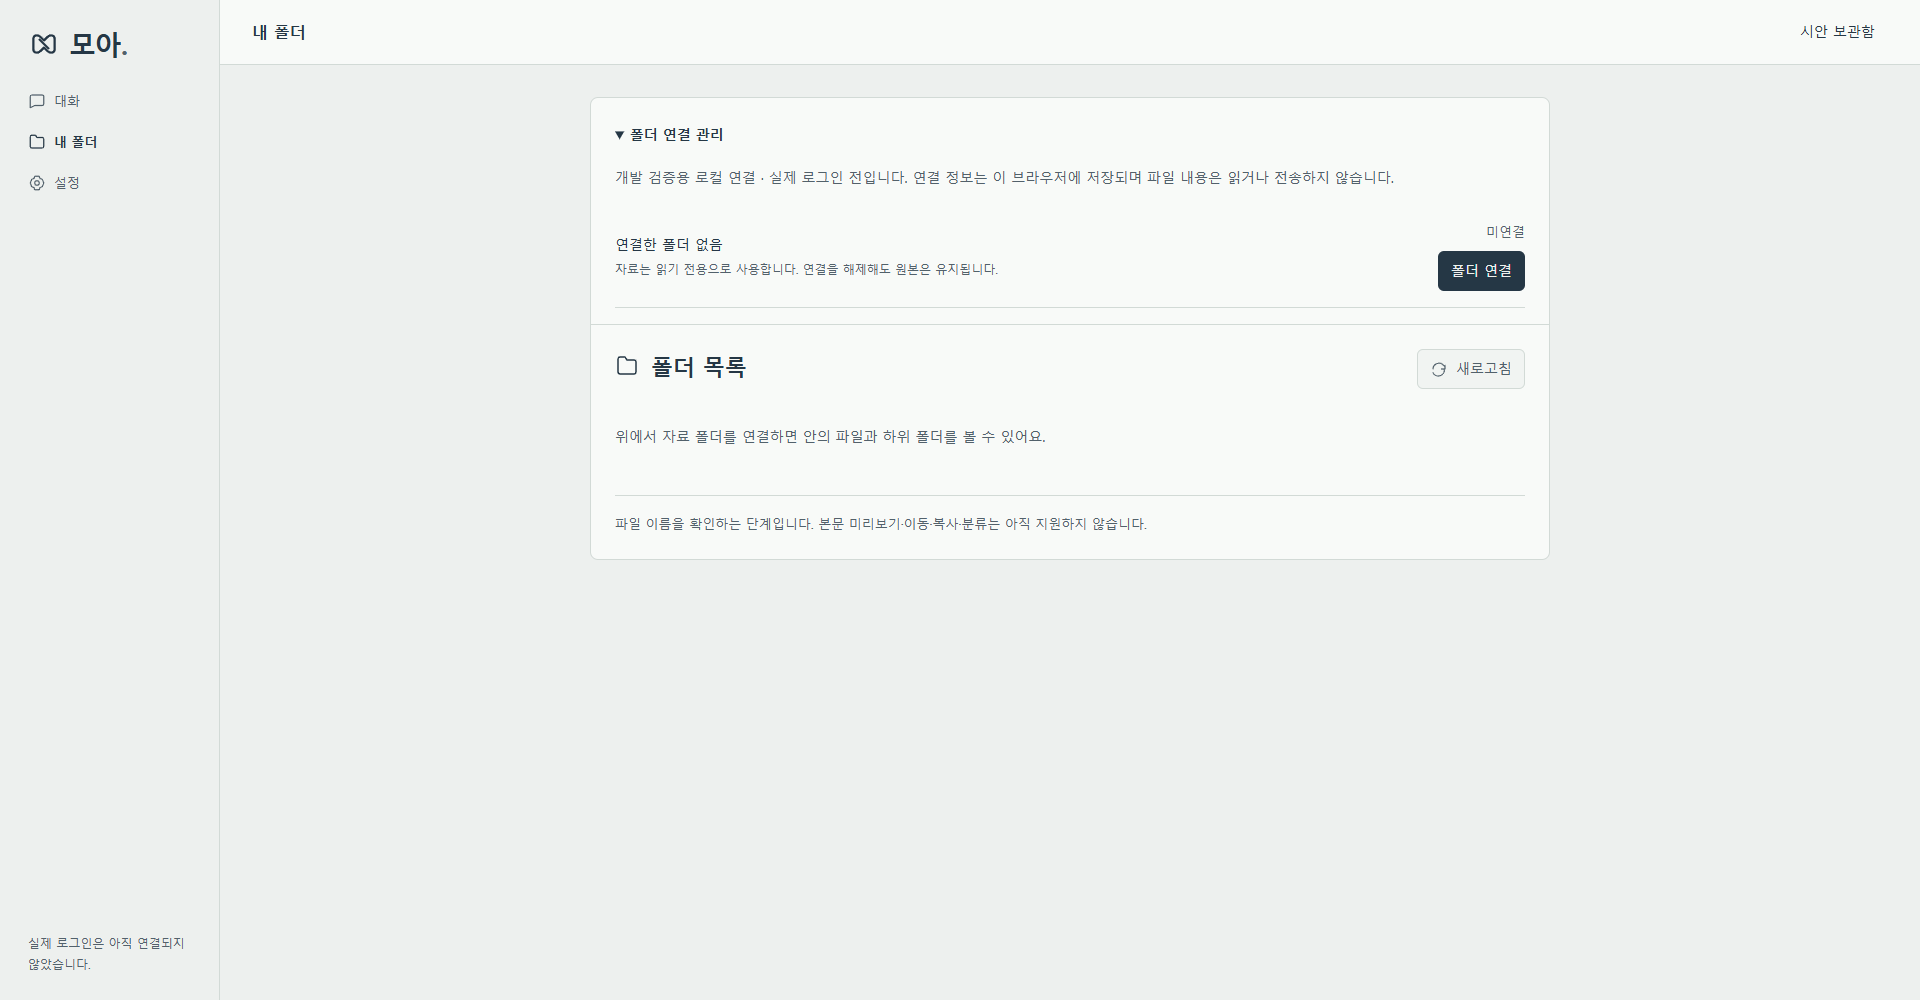 모아.
대화
내 폴더
설정
실제 로그인은 아직 연결되지
않았습니다.
내 폴더
시안 보관함
▼ 폴더 연결 관리
개발 검증용 로컬 연결 · 실제 로그인 전입니다. 연결 정보는 이 브라우저에 저장되며 파일 내용은 읽거나 전송하지 않습니다.
연결한 폴더 없음
자료는 읽기 전용으로 사용합니다. 연결을 해제해도 원본은 유지됩니다.
미연결
폴더 연결
폴더 목록
새로고침
위에서 자료 폴더를 연결하면 안의 파일과 하위 폴더를 볼 수 있어요.
파일 이름을 확인하는 단계입니다. 본문 미리보기·이동·복사·분류는 아직 지원하지 않습니다.